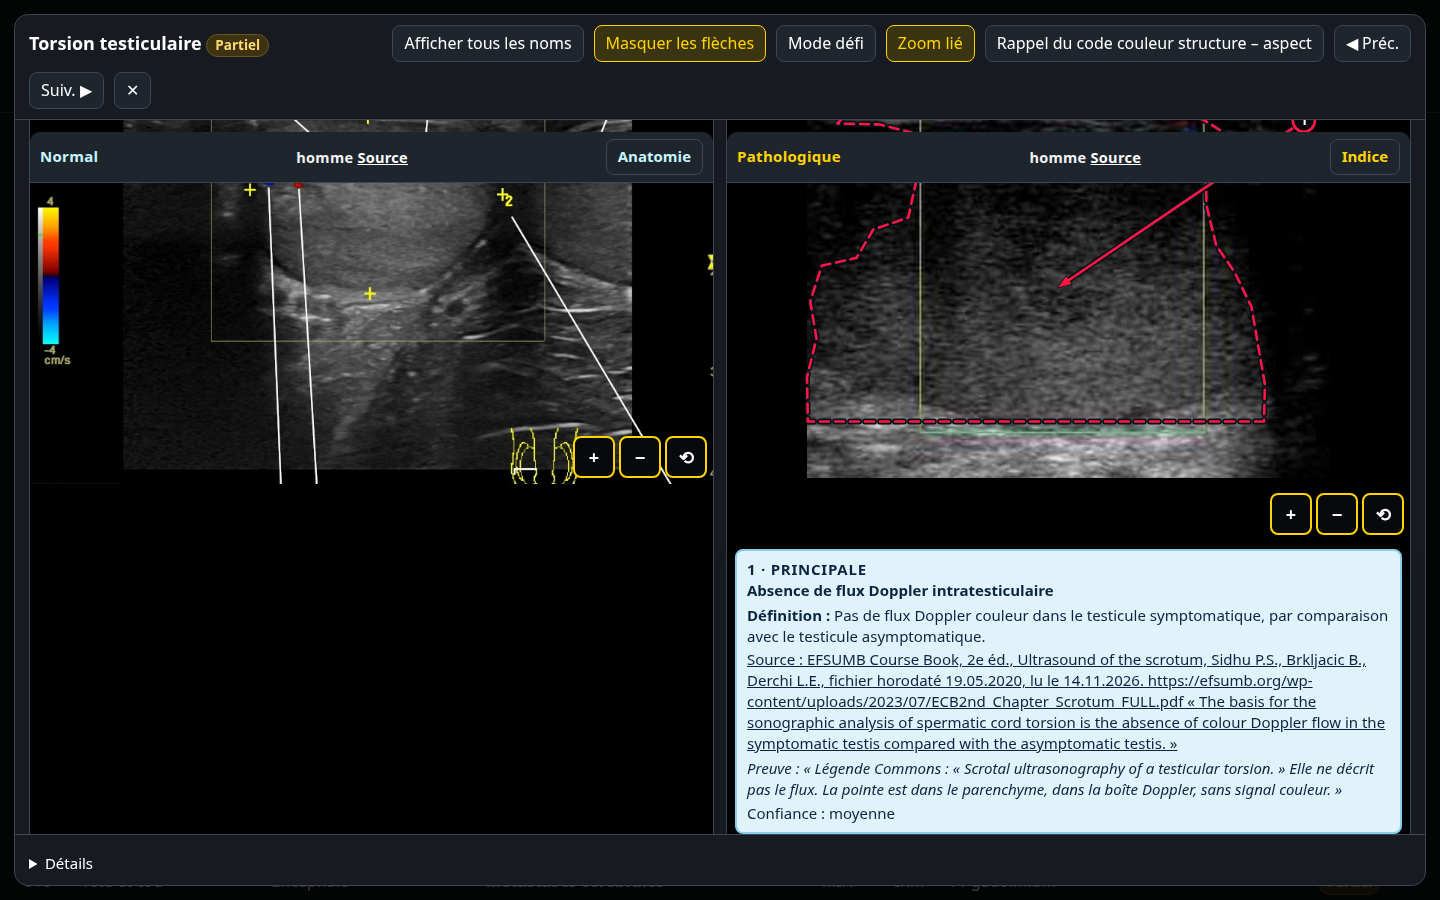 Torsion testiculaire Partiel
Afficher tous les noms
Masquer les flèches
Mode défi
Zoom lié
Rappel du code couleur structure – aspect
◀ Préc.
Suiv. ▶
✕
Normal
homme Source
Anatomie
4
2
-4
cm/s
+
−
⟲
Pathologique
homme Source
Indice
+
−
⟲
1 · PRINCIPALE
Absence de flux Doppler intratesticulaire
Définition : Pas de flux Doppler couleur dans le testicule symptomatique, par comparaison
avec le testicule asymptomatique.
Source : EFSUMB Course Book, 2e éd., Ultrasound of the scrotum, Sidhu P.S., Brkljacic B.,
Derchi L.E., fichier horodaté 19.05.2020, lu le 14.11.2026. https://efsumb.org/wp-
content/uploads/2023/07/ECB2nd_Chapter_Scrotum_FULL.pdf « The basis for the
sonographic analysis of spermatic cord torsion is the absence of colour Doppler flow in the
symptomatic testis compared with the asymptomatic testis. »
Preuve : « Légende Commons : « Scrotal ultrasonography of a testicular torsion. » Elle ne décrit
pas le flux. La pointe est dans le parenchyme, dans la boîte Doppler, sans signal couleur. »
Confiance : moyenne
▶ Détails